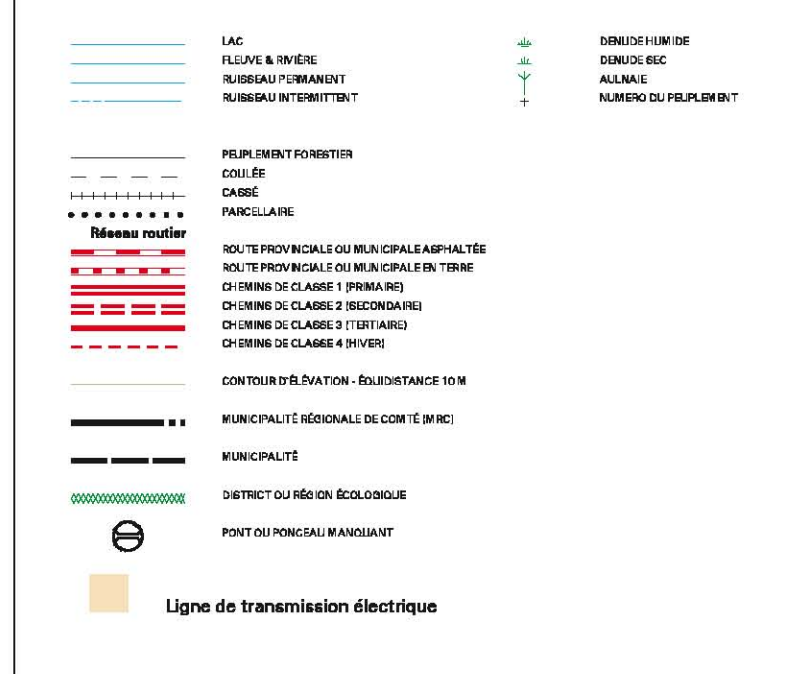 LAC
FLEUVE & RIVIÈRE
RUISSEAU PERMANENT
RUISSEAU INTERMITTENT
DENUDE HUMIDE
DENUDE SEC
AULNAIE
NUMERO DU PEUPLEMENT
PEUPLEMENT FORESTIER
COULÉE
CASSÉ
PARCELLAIRE
Réseau routier
ROUTE PROVINCIALE OU MUNICIPALE ASPHALTÉE
ROUTE PROVINCIALE OU MUNICIPALE EN TERRE
CHEMINS DE CLASSE 1 (PRIMAIRE)
CHEMINS DE CLASSE 2 (SECONDAIRE)
CHEMINS DE CLASSE 3 (TERTIAIRE)
CHEMINS DE CLASSE 4 (HIVER)
CONTOUR D'ÉLÉVATION - ÉQUIDISTANCE 10 M
MUNICIPALITÉ RÉGIONALE DE COMTÉ (MRC)
MUNICIPALITÉ
DISTRICT OU RÉGION ÉCOLOGIQUE
PONT OU PONCEAU MANQUANT
Ligne de transmission électrique